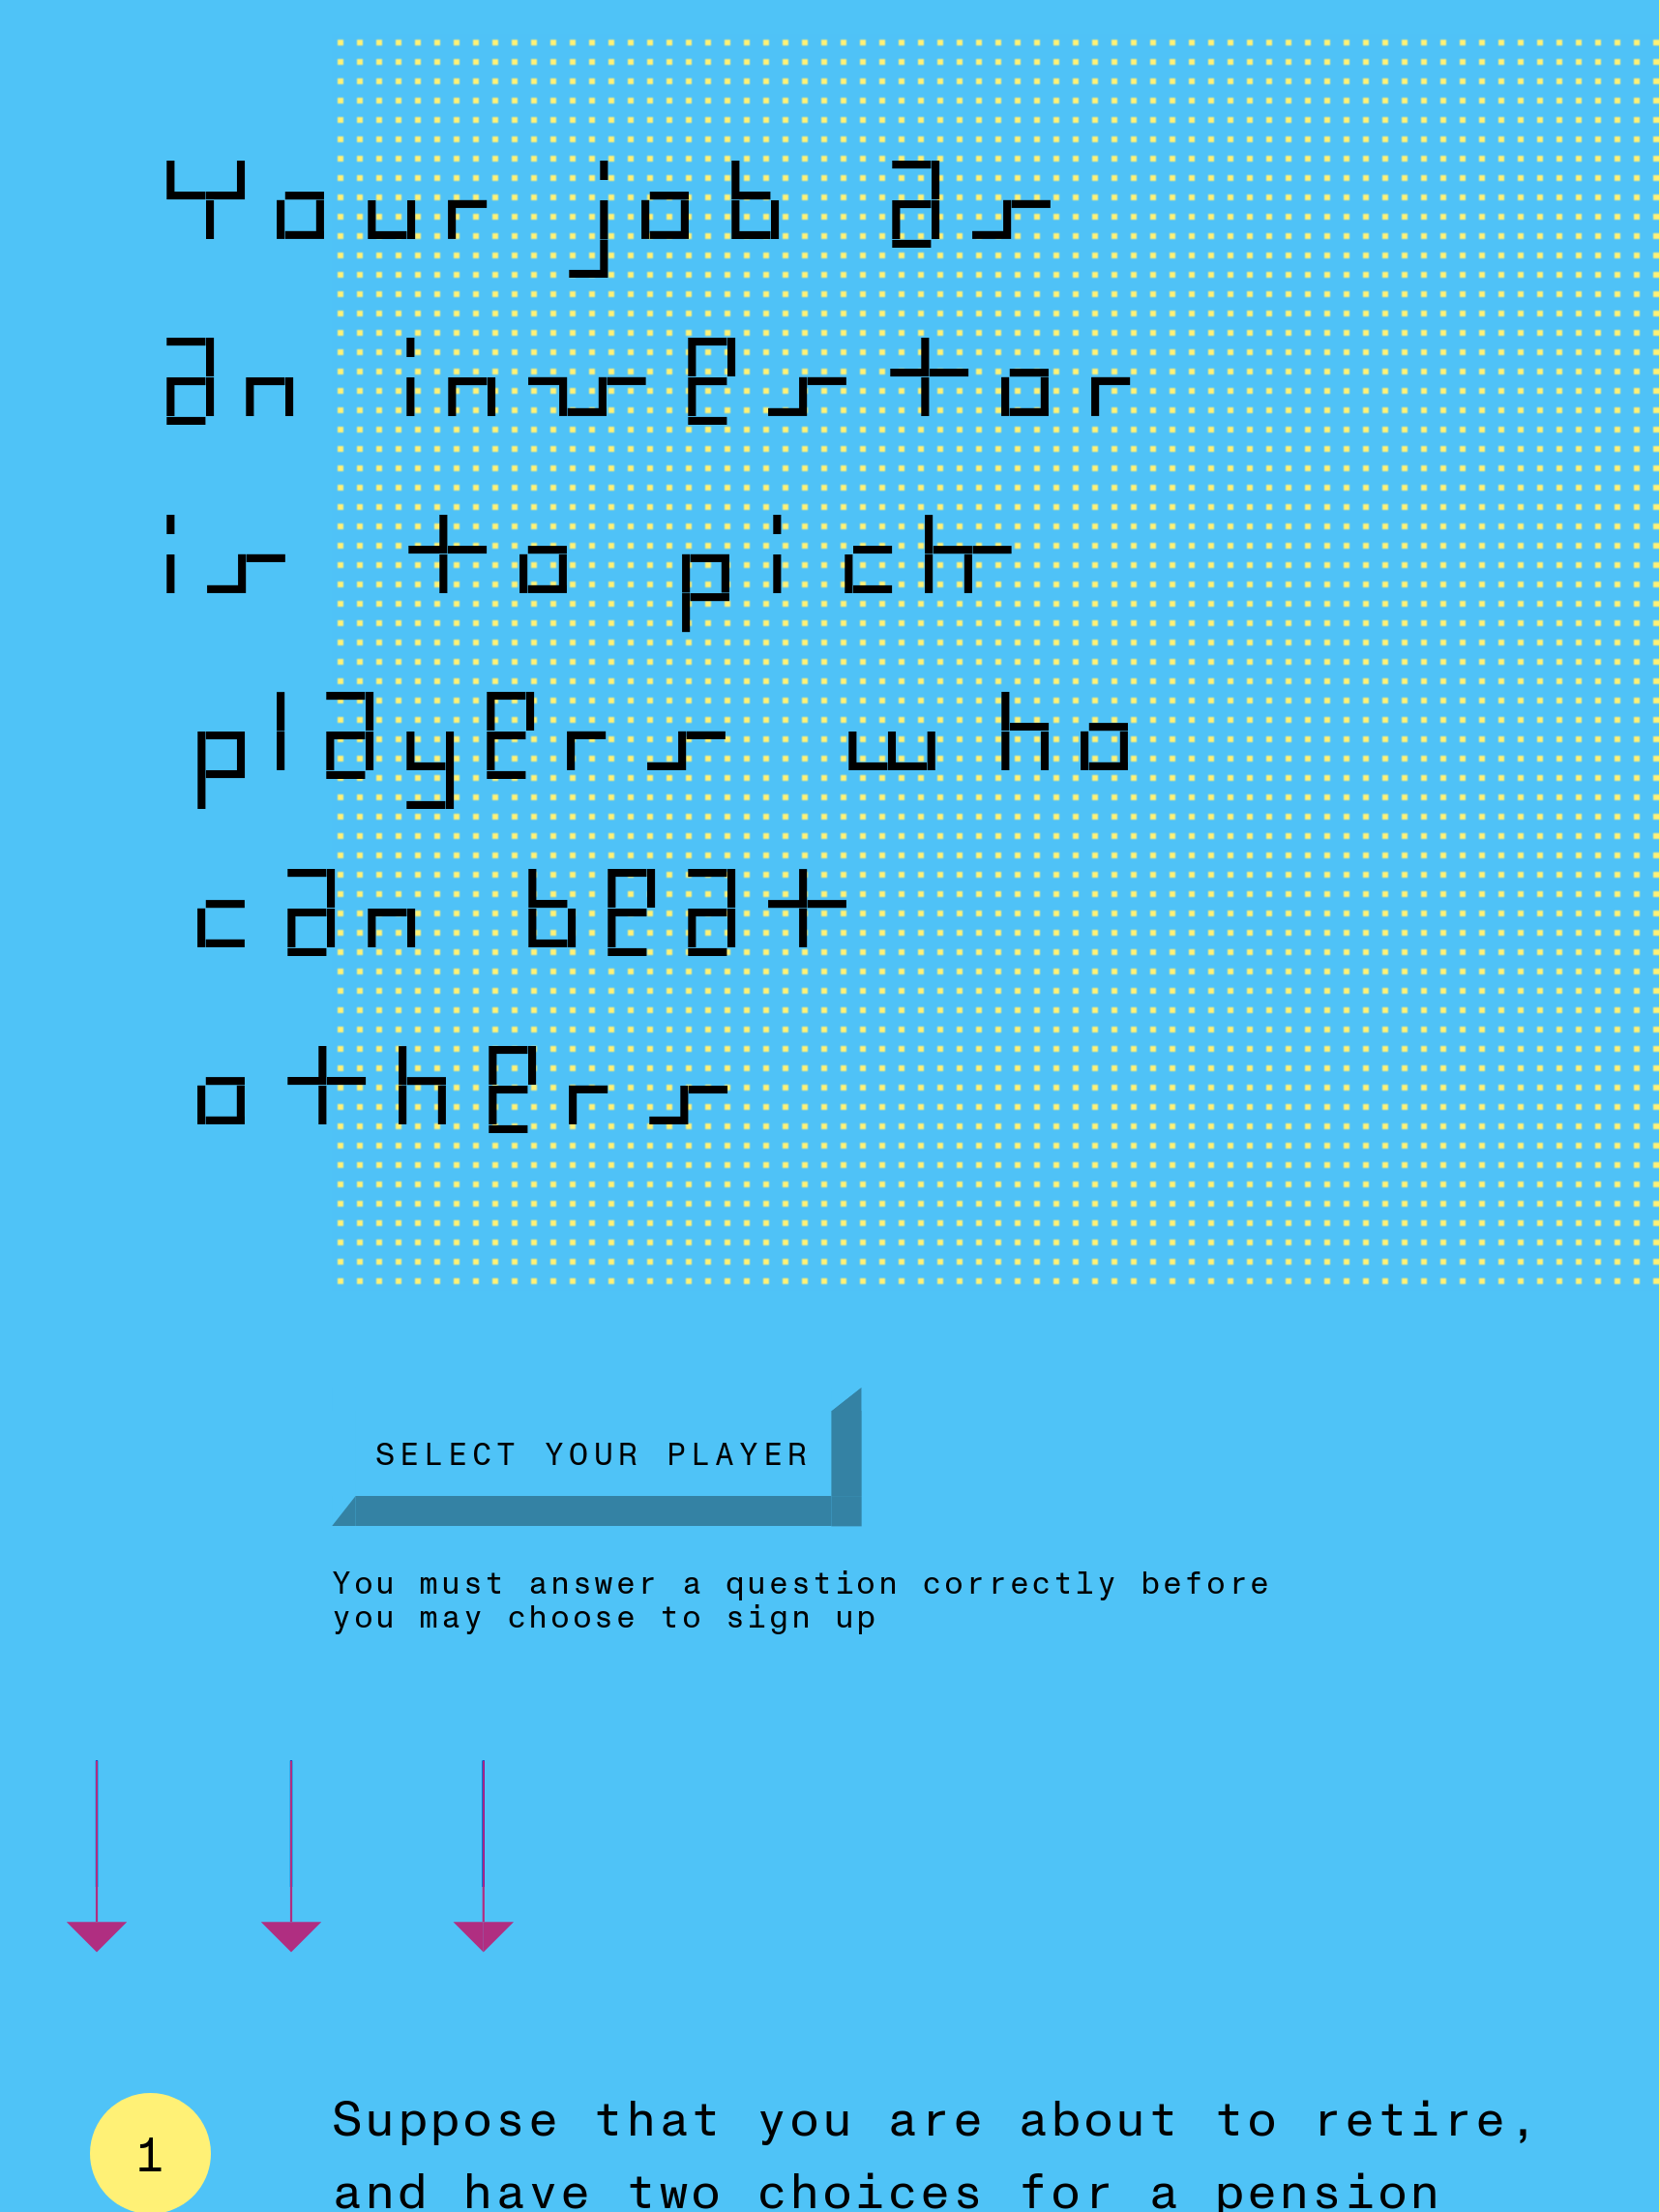 Your job as
an investor
is to pick
players who
can beat
others
SELECT YOUR PLAYER
You must answer a question correctly before
you may choose to sign up
1
Suppose that you are about to retire,
and have two choices for a pension